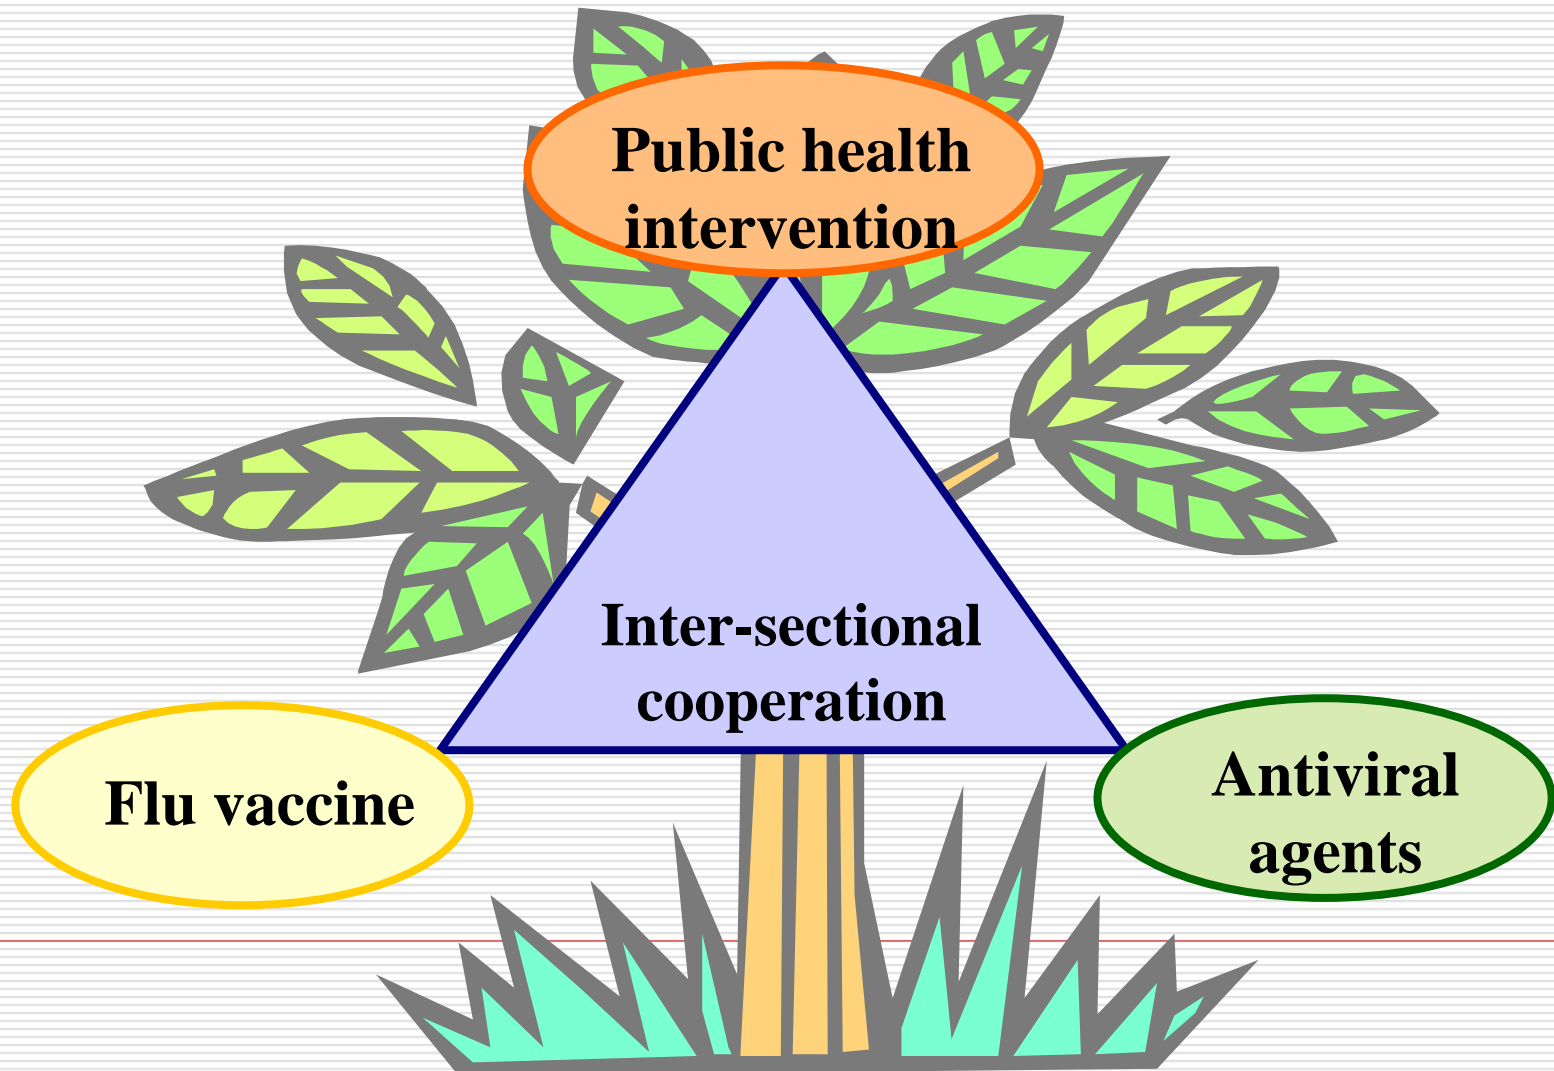 Public health
intervention
Inter-sectional
cooperation
Flu vaccine
Antiviral
agents